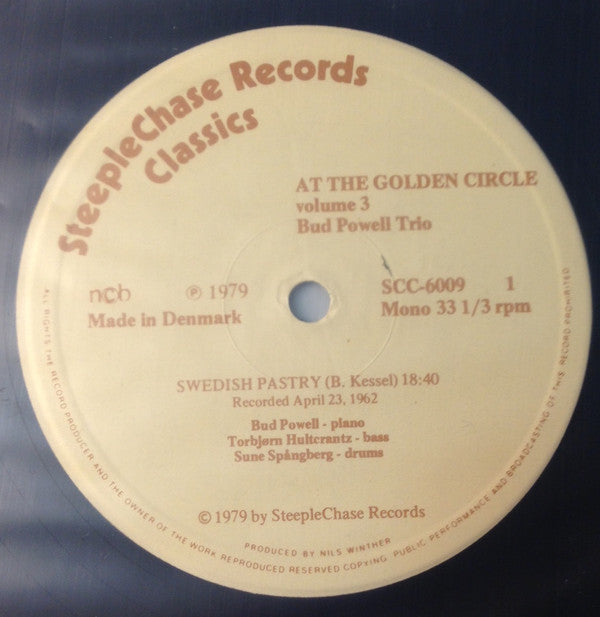 SteepleChase Records
Classics
AT THE GOLDEN CIRCLE
volume 3
Bud Powell Trio
ncb ℗ 1979
Made in Denmark
SCC-6009 1
Mono 33 1/3 rpm
SWEDISH PASTRY (B. Kessel) 18:40
Recorded April 23, 1962
Bud Powell - piano
Torbjørn Hultcrantz - bass
Sune Spångberg - drums
© 1979 by SteepleChase Records
PRODUCED BY NILS WINTHER
ALL RIGHTS THE RECORD PRODUCER AND THE OWNER OF THE WORK REPRODUCED RESERVED COPYING PUBLIC PERFORMANCE AND BROADCASTING OF THIS RECORD PROHIBITED